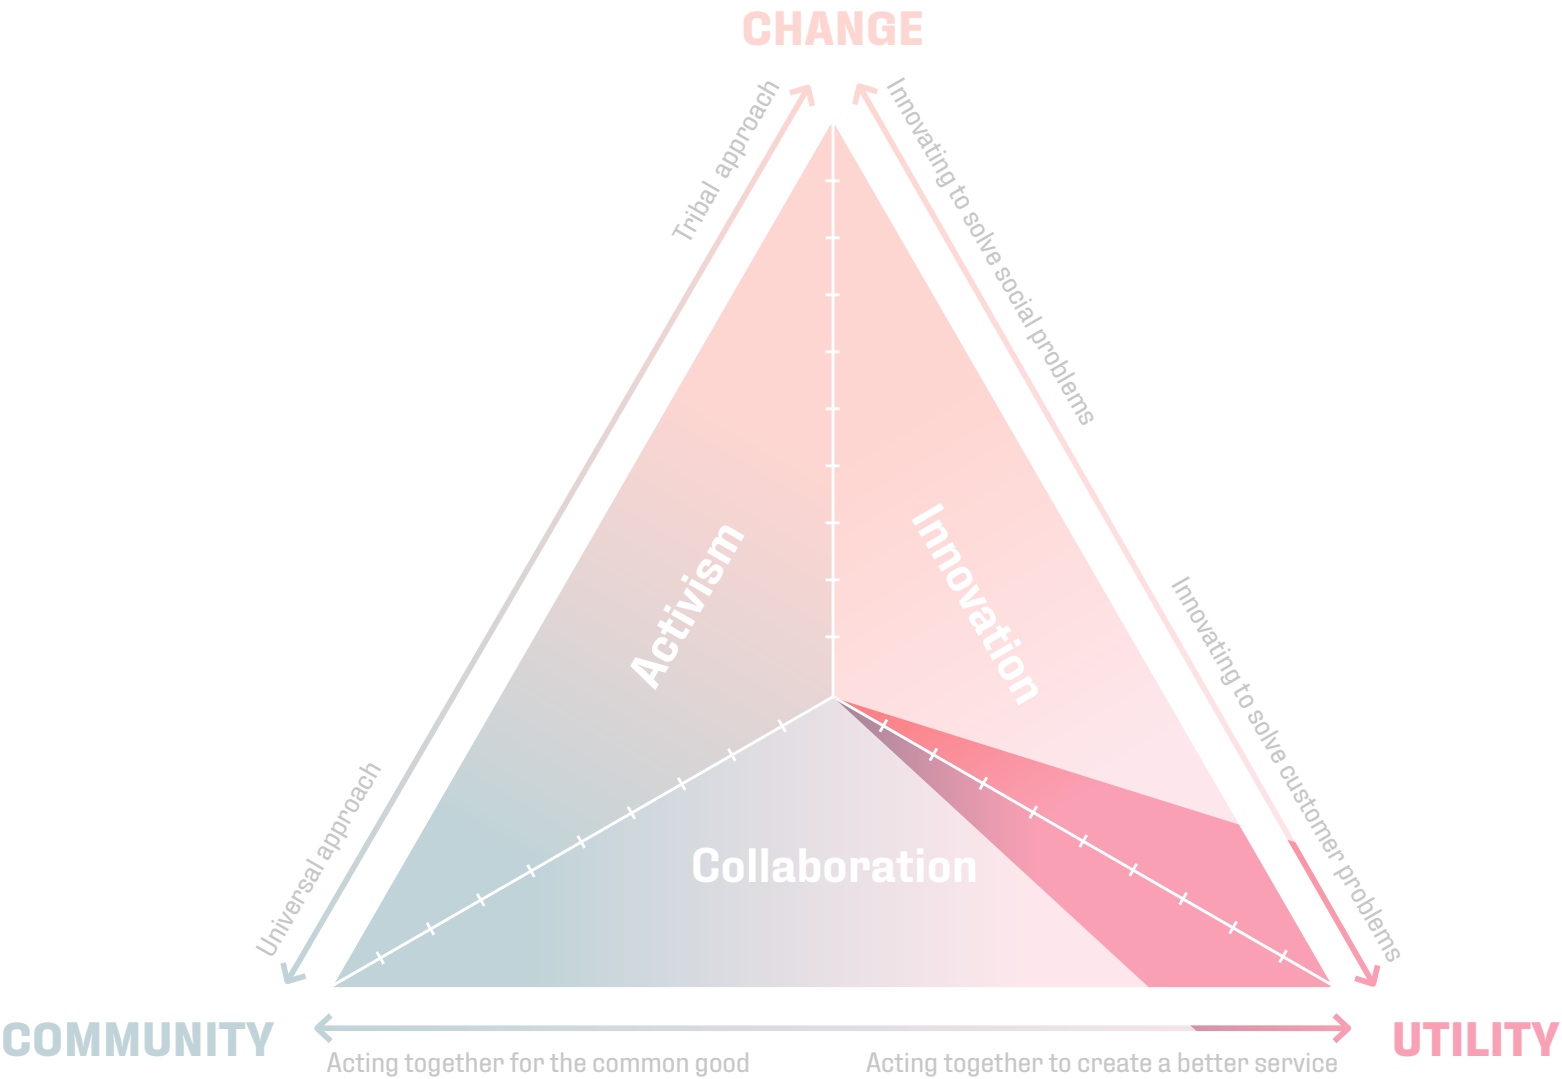 CHANGE
Tribal approach
Innovating to solve social problems
Activism
Innovation
Innovating to solve customer problems
Universal approach
Collaboration
COMMUNITY
UTILITY
Acting together for the common good
Acting together to create a better service